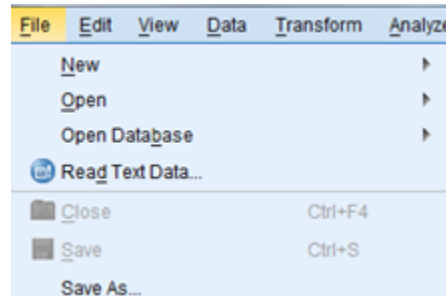 File Edit View Data Transform Analyze
New
Open
Open Database
Read Text Data...
Close Ctrl+F4
Save Ctrl+S
Save As...